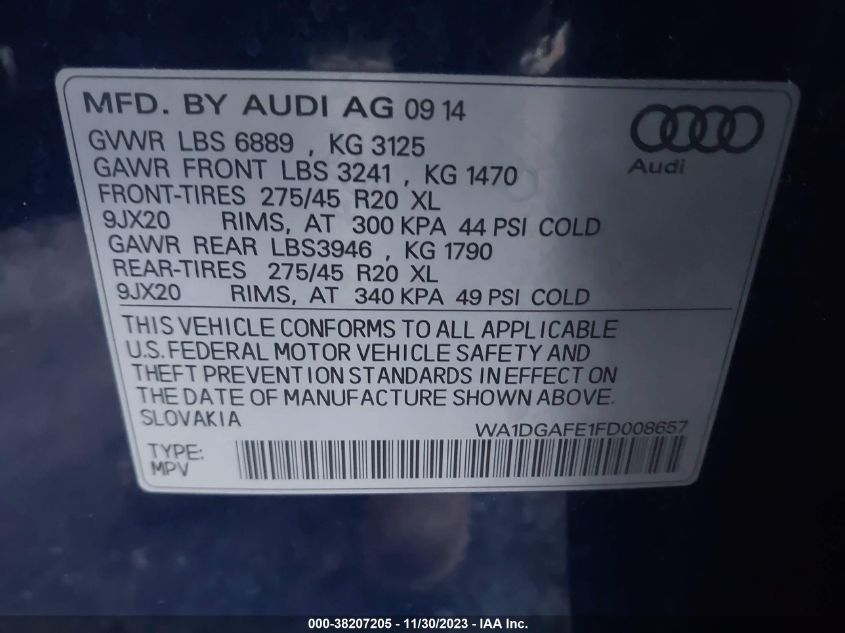 MFD. BY AUDI AG 09 14
GVWR LBS 6889 , KG 3125
GAWR FRONT LBS 3241 , KG 1470
FRONT-TIRES 275/45 R20 XL
9JX20 RIMS, AT 300 KPA 44 PSI COLD
GAWR REAR LBS3946 , KG 1790
REAR-TIRES 275/45 R20 XL
9JX20 RIMS, AT 340 KPA 49 PSI COLD
Audi
THIS VEHICLE CONFORMS TO ALL APPLICABLE
U.S. FEDERAL MOTOR VEHICLE SAFETY AND
THEFT PREVENTION STANDARDS IN EFFECT ON
THE DATE OF MANUFACTURE SHOWN ABOVE.
SLOVAKIA
WA1DGAFE1FD008657
TYPE:
MPV
000-38207205 - 11/30/2023 - IAA Inc.